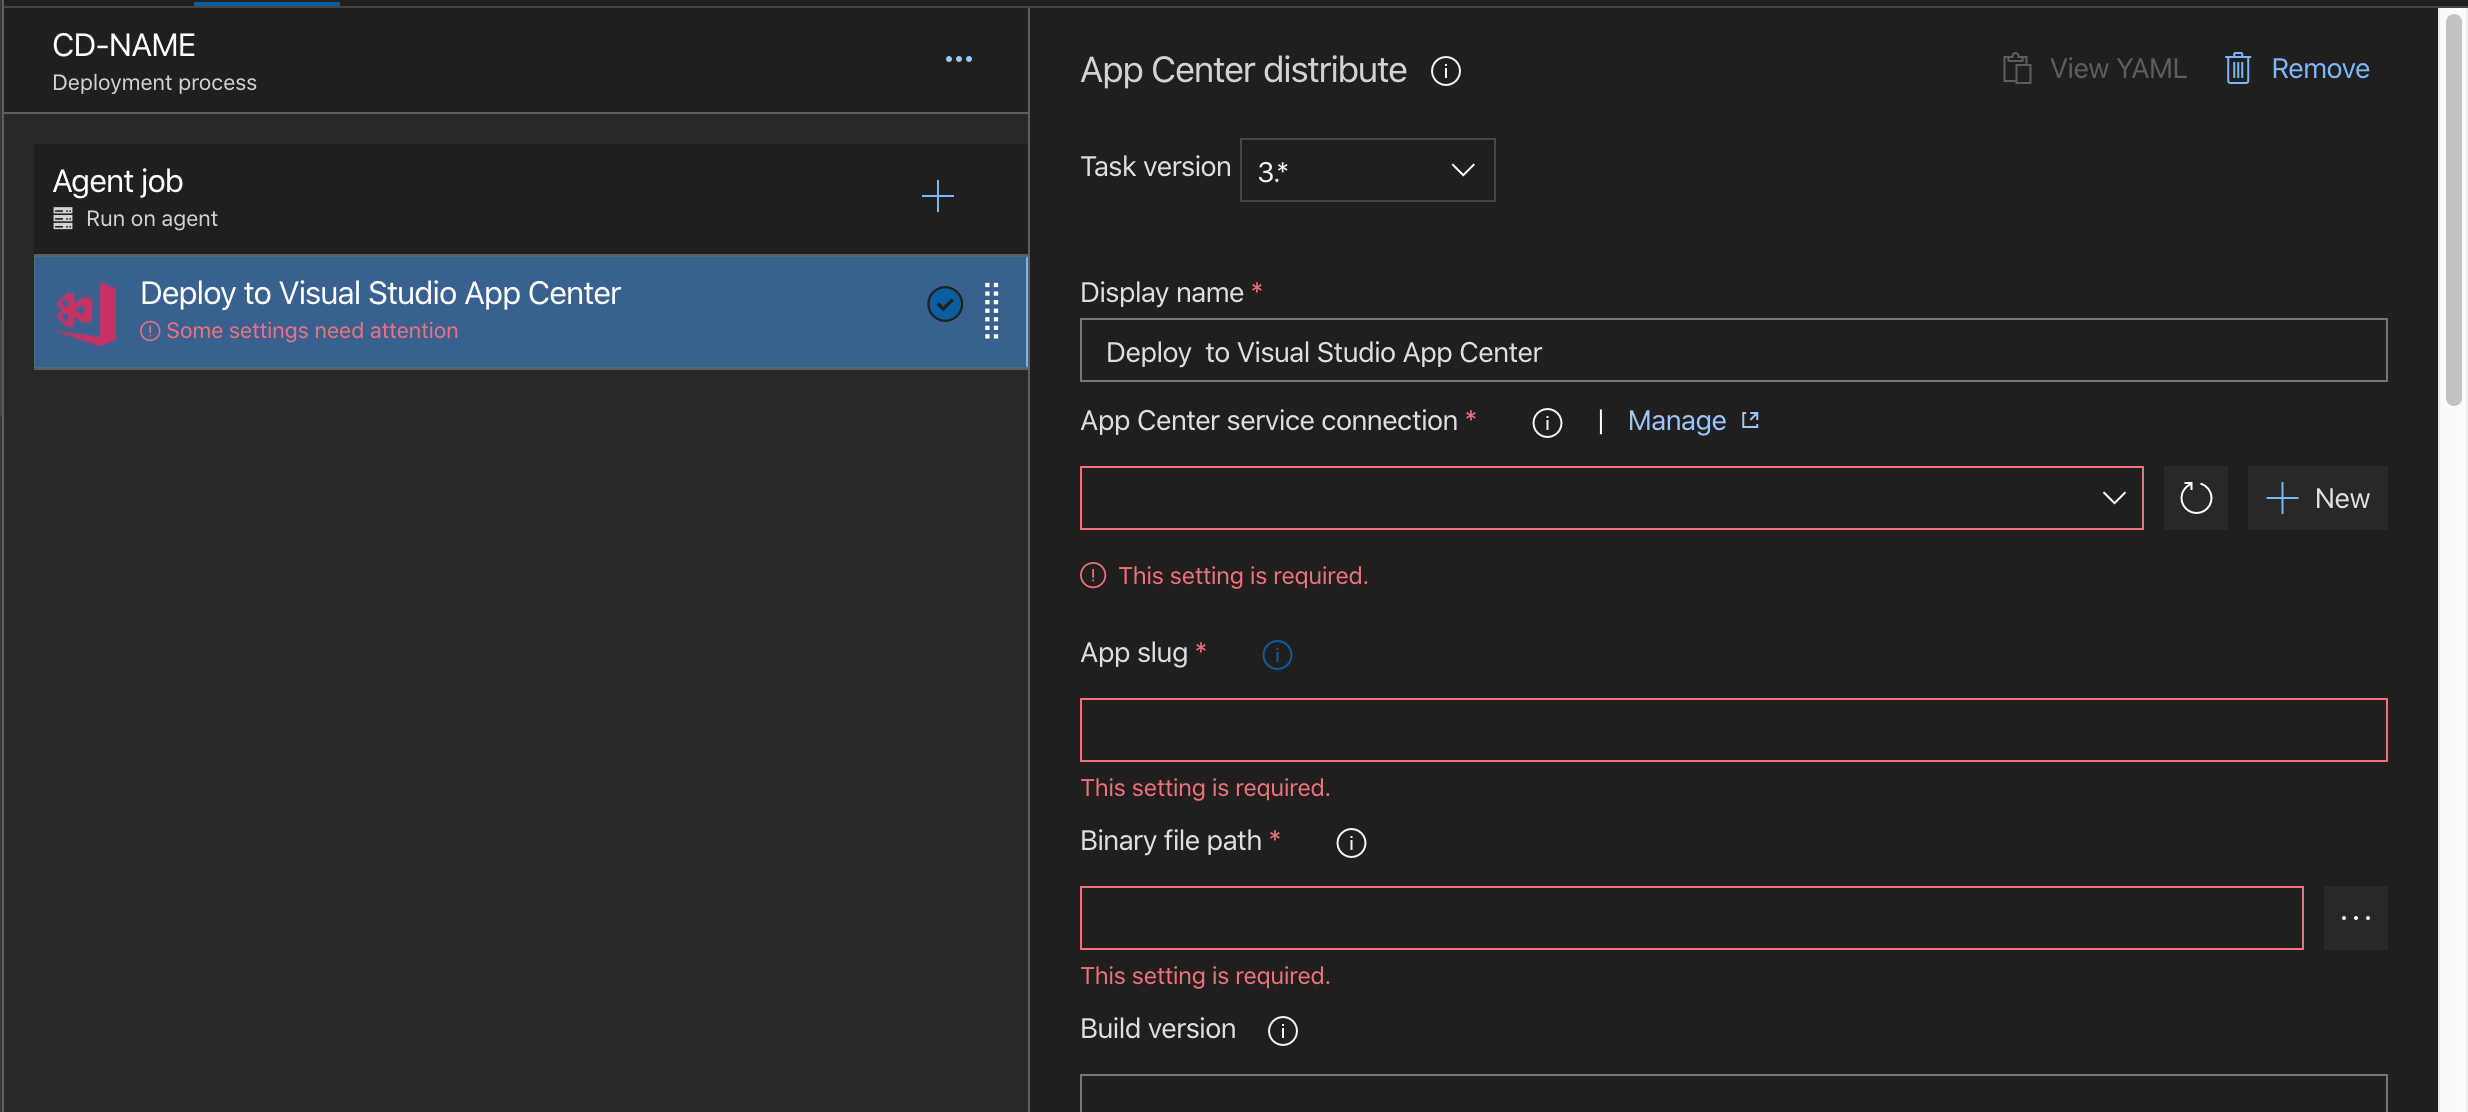 CD-NAME
Deployment process
Agent job
Run on agent
Deploy to Visual Studio App Center
Some settings need attention
App Center distribute
View YAML
Remove
Task version
3.*
Display name *
Deploy  to Visual Studio App Center
App Center service connection *
| Manage
New
This setting is required.
App slug *
This setting is required.
Binary file path *
...
This setting is required.
Build version